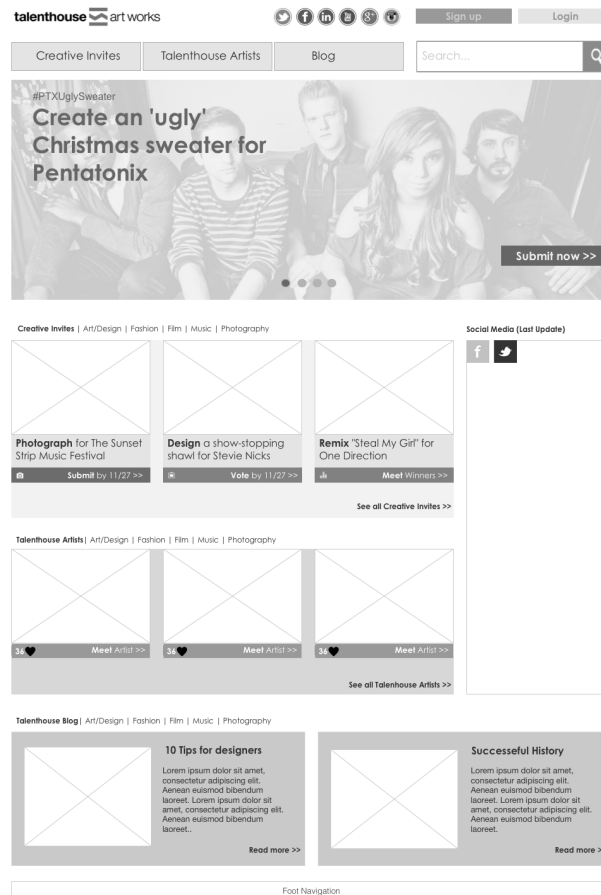 talenthouse art works
Sign up
Login
Creative Invites
Talenthouse Artists
Blog
Search...
#PTXUglySweater
Create an 'ugly'
Christmas sweater for
Pentatonix
Submit now >>
Creative Invites | Art/Design | Fashion | Film | Music | Photography
Photograph for The Sunset
Strip Music Festival
Submit by 11/27 >>
Design a show-stopping
shawl for Stevie Nicks
Vote by 11/27 >>
Remix "Steal My Girl" for
One Direction
Meet Winners >>
See all Creative Invites >>
Social Media (Last Update)
Talenthouse Artists| Art/Design | Fashion | Film | Music | Photography
36
Meet Artist >>
36
Meet Artist >>
36
Meet Artist >>
See all Talenhouse Artists >>
Talenthouse Blog| Art/Design | Fashion | Film | Music | Photography
10 Tips for designers
Lorem ipsum dolor sit amet,
consectetur adipiscing elit.
Aenean euismod bibendum
laoreet. Lorem ipsum dolor sit
amet, consectetur adipiscing elit.
Aenean euismod bibendum
laoreet..
Read more >>
Succeseful History
Lorem ipsum dolor sit amet,
consectetur adipiscing elit.
Aenean euismod bibendum
laoreet. Lorem ipsum dolor sit
amet, consectetur adipiscing elit.
Aenean euismod bibendum
laoreet.
Read more >
Foot Navigation